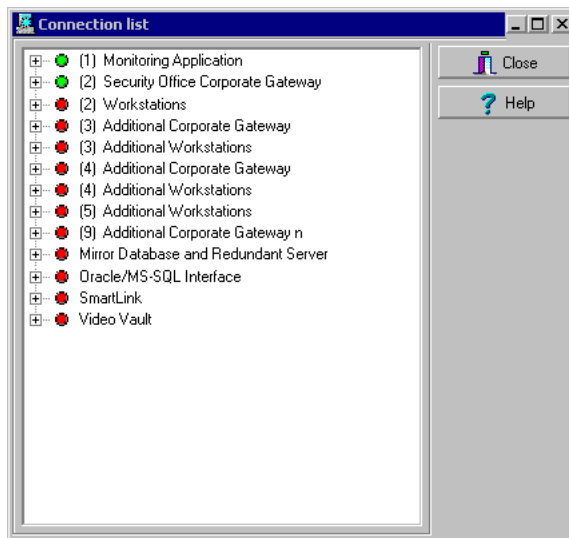 Connection list
(1) Monitoring Application
(2) Security Office Corporate Gateway
(2) Workstations
(3) Additional Corporate Gateway
(3) Additional Workstations
(4) Additional Corporate Gateway
(4) Additional Workstations
(5) Additional Workstations
(9) Additional Corporate Gateway n
Mirror Database and Redundant Server
Oracle/MS-SQL Interface
SmartLink
Video Vault
Close
Help